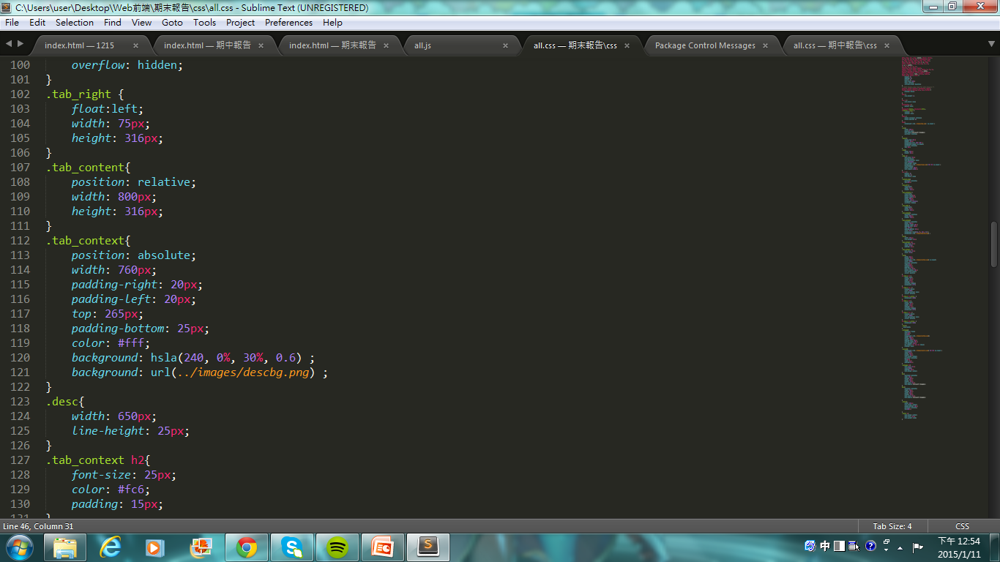 C:\Users\user\Desktop\Web前端\期末報告\css\all.css - Sublime Text (UNREGISTERED)
File Edit Selection Find View Goto Tools Project Preferences Help
index.html — 1215 × index.html — 期中報告 × index.html — 期末報告 × all.js × all.css — 期末報告\css × Package Control Messages × all.css — 期中報告\css ×
100 overflow: hidden;
101 }
102 .tab_right {
103 float:left;
104 width: 75px;
105 height: 316px;
106 }
107 .tab_content{
108 position: relative;
109 width: 800px;
110 height: 316px;
111 }
112 .tab_context{
113 position: absolute;
114 width: 760px;
115 padding-right: 20px;
116 padding-left: 20px;
117 top: 265px;
118 padding-bottom: 25px;
119 color: #fff;
120 background: hsla(240, 0%, 30%, 0.6) ;
121 background: url(../images/descbg.png) ;
122 }
123 .desc{
124 width: 650px;
125 line-height: 25px;
126 }
127 .tab_context h2{
128 font-size: 25px;
129 color: #fc6;
130 padding: 15px;
131 }
Line 46, Column 31 Tab Size: 4 CSS
中 下午 12:54
2015/1/11